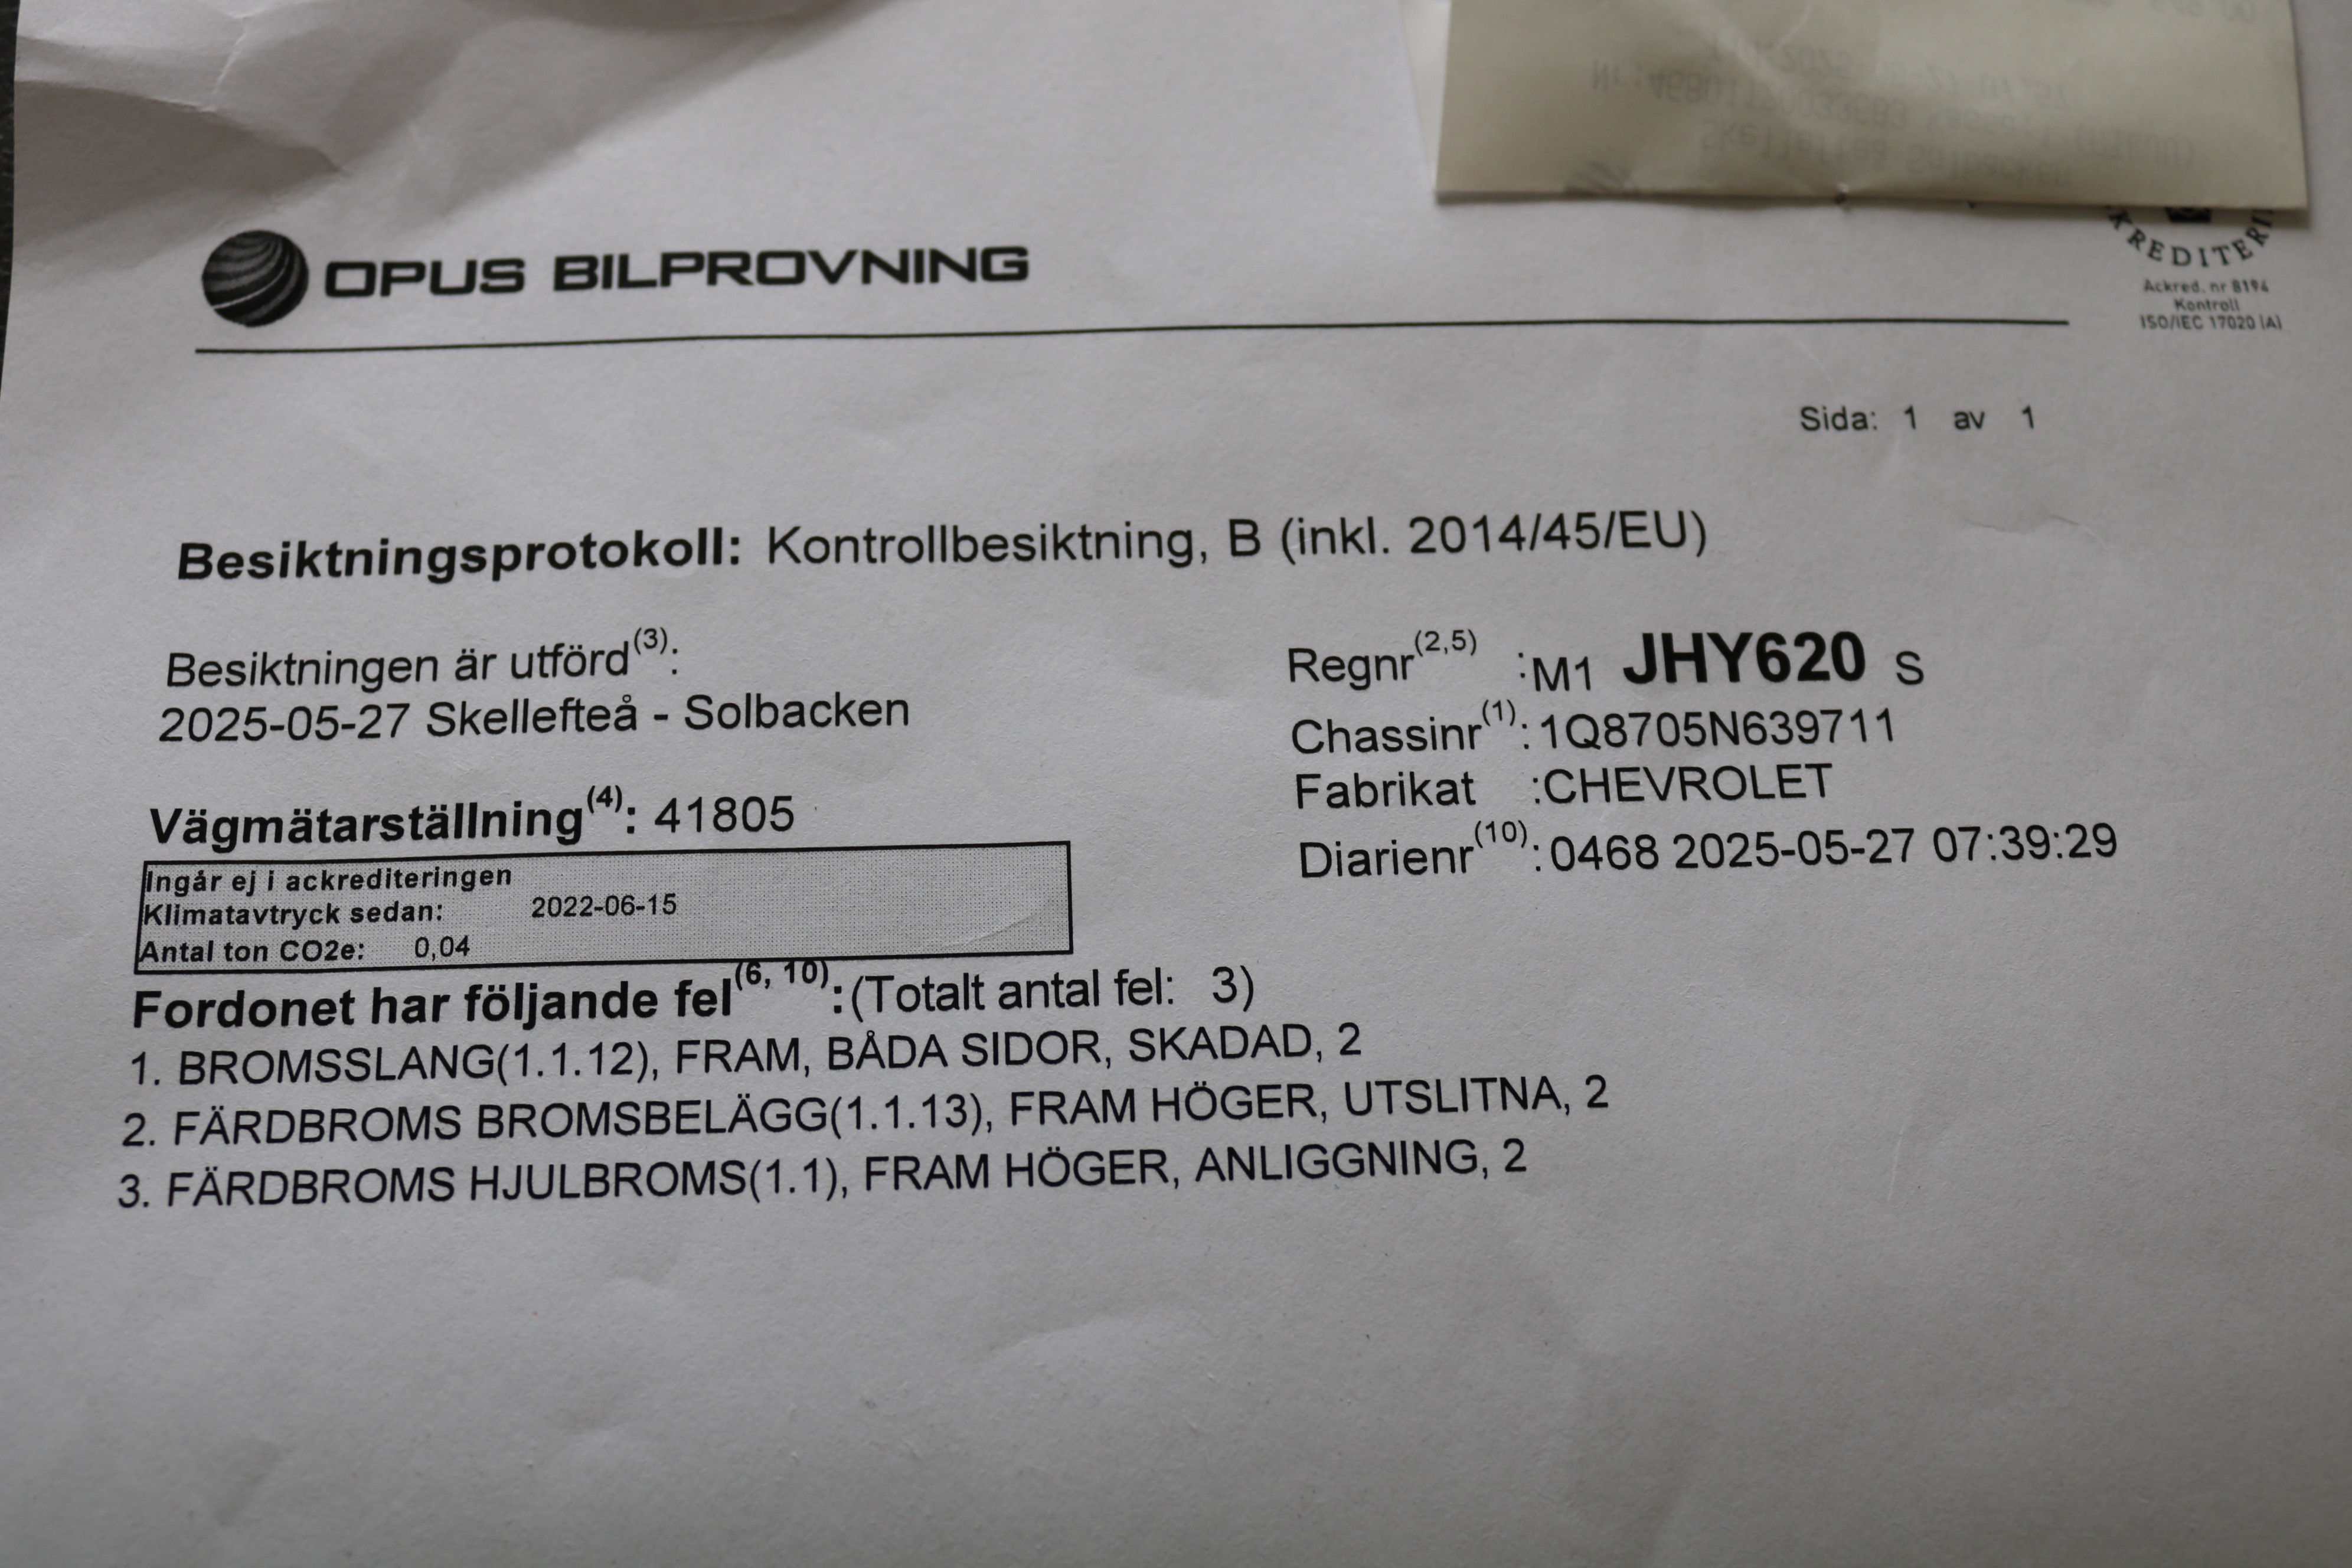 OPUS BILPROVNING
Ackred. nr 8194
Kontroll
ISO/IEC 17020 (A)
Sida: 1 av 1
Besiktningsprotokoll: Kontrollbesiktning, B (inkl. 2014/45/EU)
Besiktningen är utförd(3):
2025-05-27 Skellefteå - Solbacken
Vägmätarställning(4): 41805
Regnr(2,5) :M1 JHY620 S
Chassinr(1):1Q8705N639711
Fabrikat :CHEVROLET
Diarienr(10):0468 2025-05-27 07:39:29
Ingår ej i ackrediteringen
Klimatavtryck sedan: 2022-06-15
Antal ton CO2e: 0,04
Fordonet har följande fel(6, 10):(Totalt antal fel: 3)
1. BROMSSLANG(1.1.12), FRAM, BÅDA SIDOR, SKADAD, 2
2. FÄRDBROMS BROMSBELÄGG(1.1.13), FRAM HÖGER, UTSLITNA, 2
3. FÄRDBROMS HJULBROMS(1.1), FRAM HÖGER, ANLIGGNING, 2